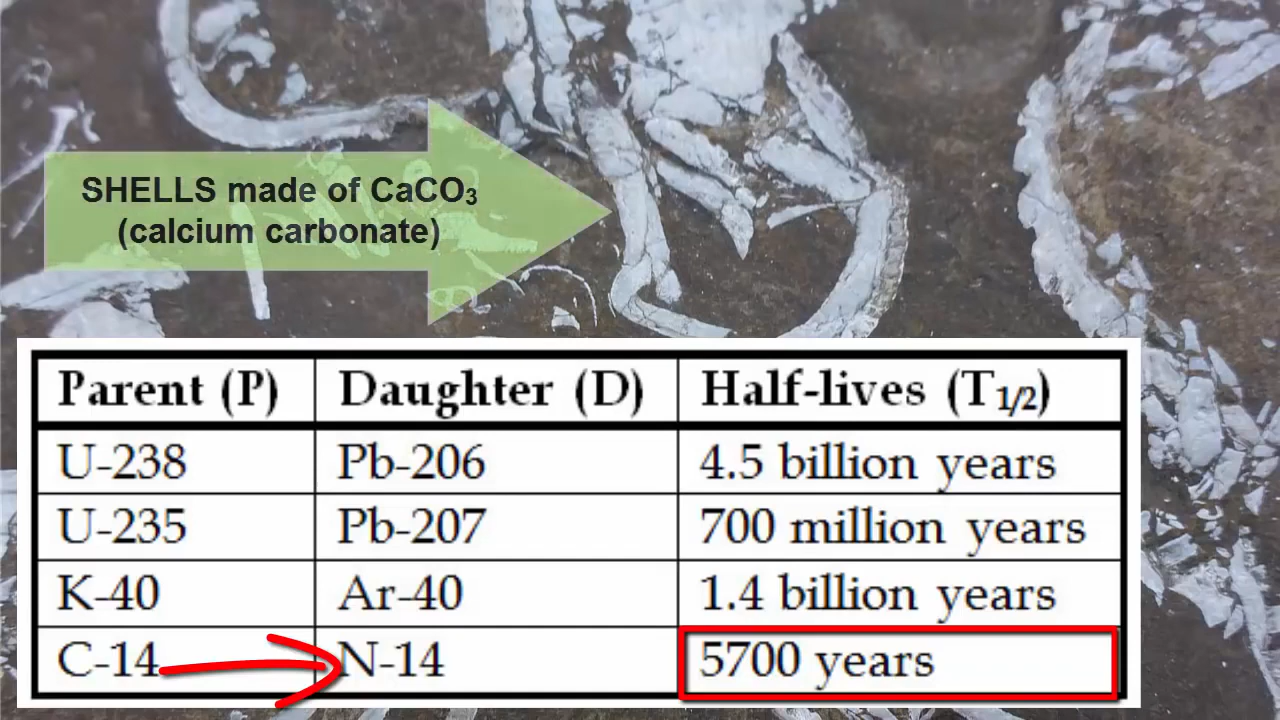 SHELLS made of CaCO₃
(calcium carbonate)
Parent (P) Daughter (D) Half-lives (T₁/₂)
U-238 Pb-206 4.5 billion years
U-235 Pb-207 700 million years
K-40 Ar-40 1.4 billion years
C-14 N-14 5700 years